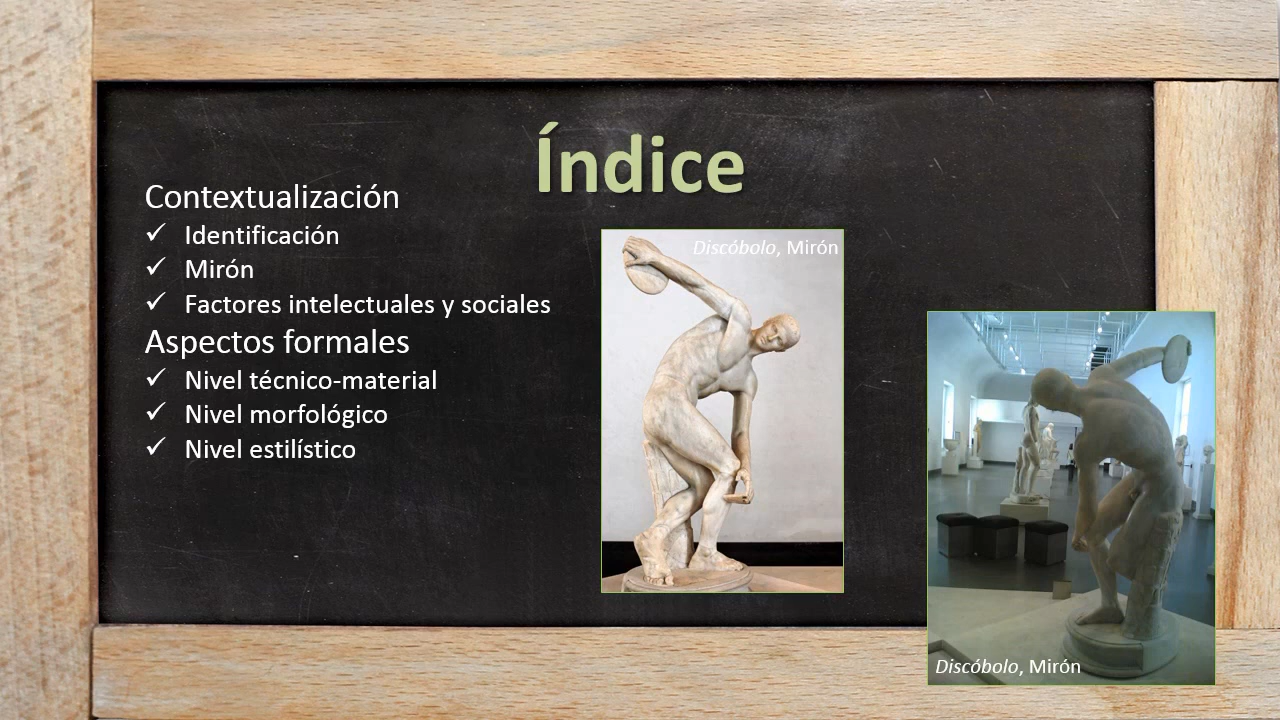 Índice
Contextualización
✓ Identificación
✓ Mirón
✓ Factores intelectuales y sociales
Aspectos formales
✓ Nivel técnico-material
✓ Nivel morfológico
✓ Nivel estilístico
Discóbolo, Mirón
Discóbolo, Mirón